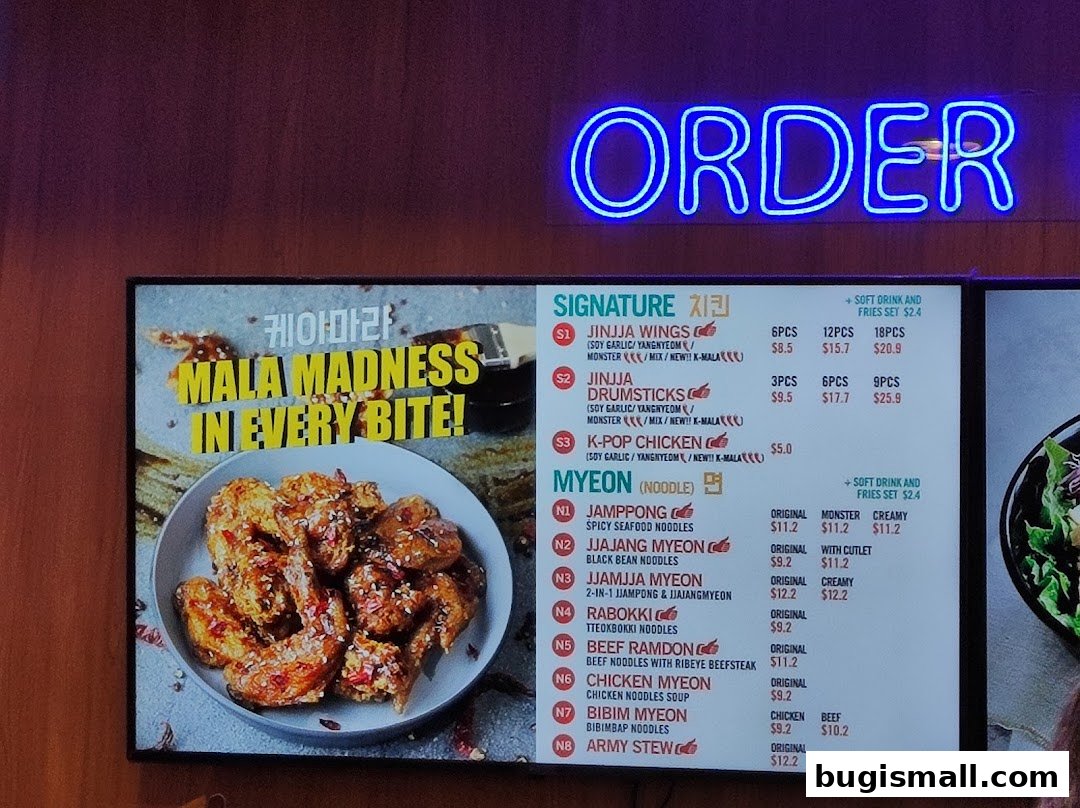 ORDER
케이마라
MALA MADNESS
IN EVERY BITE!
SIGNATURE 치킨
+ SOFT DRINK AND
FRIES SET $2.4
S1 JINJJA WINGS 6PCS 12PCS 18PCS
(SOY GARLIC/ YANGNYEOM / $8.5 $15.7 $20.9
MONSTER / MIX / NEW!! K-MALA )
S2 JINJJA 3PCS 6PCS 9PCS
DRUMSTICKS $9.5 $17.7 $25.9
(SOY GARLIC/ YANGNYEOM /
MONSTER / MIX / NEW!! K-MALA )
S3 K-POP CHICKEN $5.0
(SOY GARLIC / YANGNYEOM / NEW!! K-MALA )
MYEON (NOODLE) 면
+ SOFT DRINK AND
FRIES SET $2.4
N1 JAMPPONG ORIGINAL MONSTER CREAMY
SPICY SEAFOOD NOODLES $11.2 $11.2 $11.2
N2 JJAJANG MYEON ORIGINAL WITH CUTLET
BLACK BEAN NOODLES $9.2 $11.2
N3 JJAMJJA MYEON ORIGINAL CREAMY
2-IN-1 JJAMPONG & JJAJANGMYEON $12.2 $12.2
N4 RABOKKI ORIGINAL
TTEOKBOKKI NOODLES $9.2
N5 BEEF RAMDON ORIGINAL
BEEF NOODLES WITH RIBEYE BEEFSTEAK $11.2
N6 CHICKEN MYEON ORIGINAL
CHICKEN NOODLES SOUP $9.2
N7 BIBIM MYEON CHICKEN BEEF
BIBIMBAP NOODLES $9.2 $10.2
N8 ARMY STEW ORIGINAL
$12.2
bugismall.com